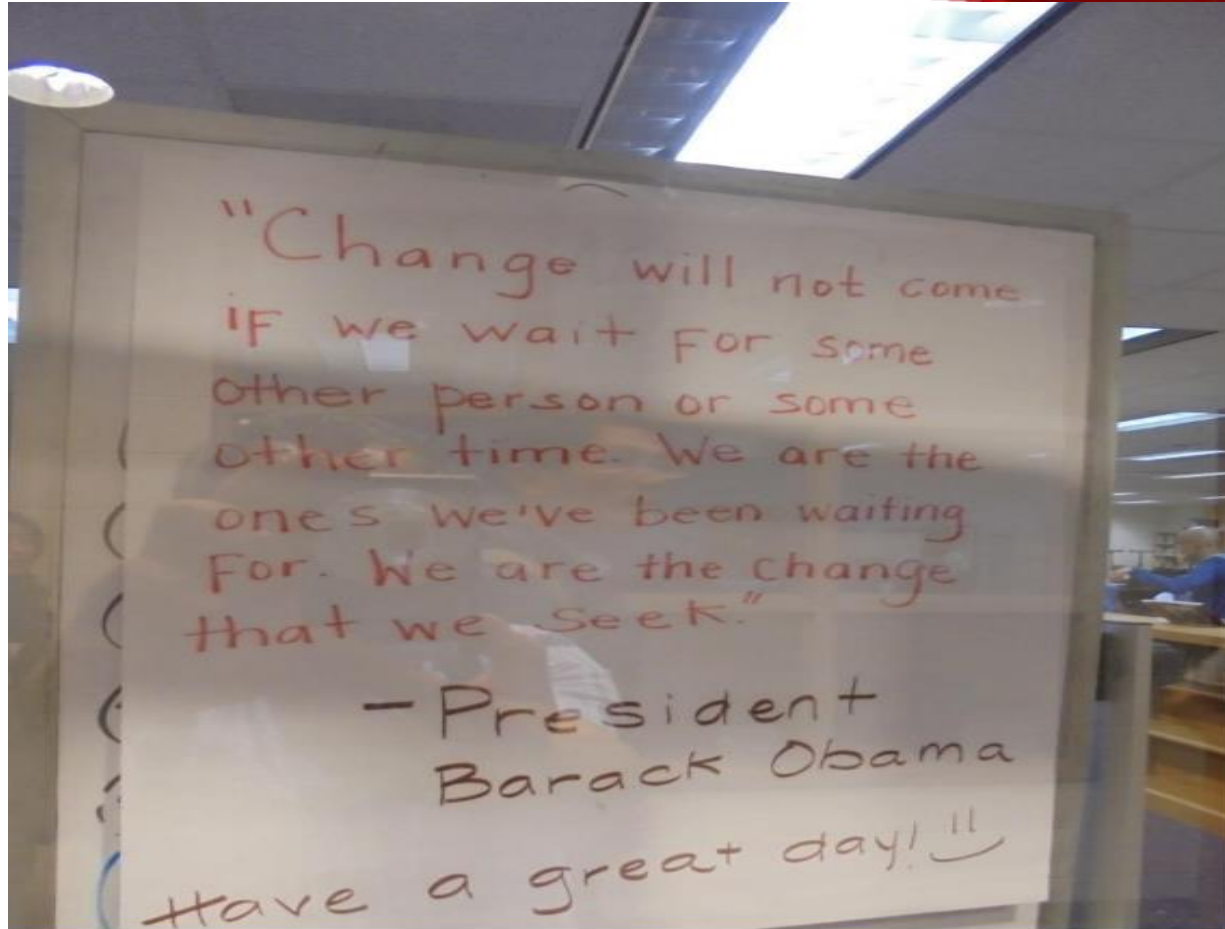 "Change will not come
if we wait for some
other person or some
other time. We are the
ones we've been waiting
for. We are the change
that we seek."
- President
Barack Obama
Have a great day!